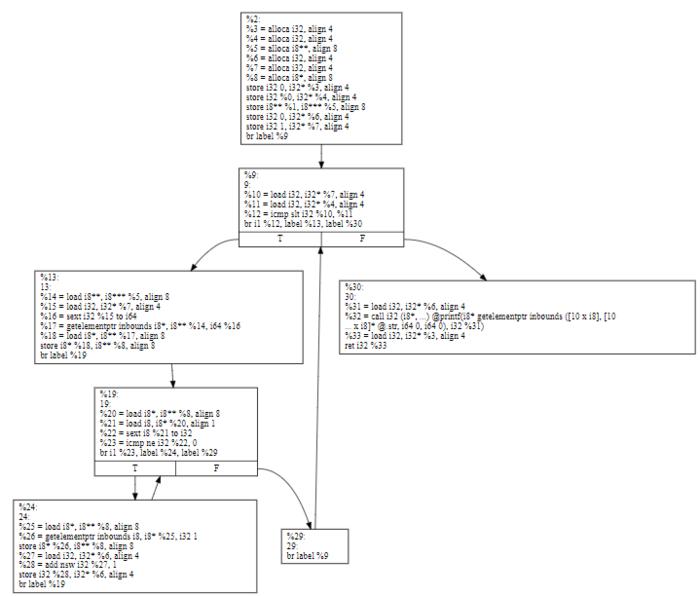 %2:
%3 = alloca i32, align 4
%4 = alloca i32, align 4
%5 = alloca i8**, align 8
%6 = alloca i32, align 4
%7 = alloca i32, align 4
%8 = alloca i8*, align 8
store i32 0, i32* %3, align 4
store i32 %0, i32* %4, align 4
store i8** %1, i8*** %5, align 8
store i32 0, i32* %6, align 4
store i32 1, i32* %7, align 4
br label %9
%9:
9:
%10 = load i32, i32* %7, align 4
%11 = load i32, i32* %4, align 4
%12 = icmp slt i32 %10, %11
br i1 %12, label %13, label %30
T F
%13:
13:
%14 = load i8**, i8*** %5, align 8
%15 = load i32, i32* %7, align 4
%16 = sext i32 %15 to i64
%17 = getelementptr inbounds i8*, i8** %14, i64 %16
%18 = load i8*, i8** %17, align 8
store i8* %18, i8** %8, align 8
br label %19
%30:
30:
%31 = load i32, i32* %6, align 4
%32 = call i32 (i8*, ...) @printf(i8* getelementptr inbounds ([10 x i8], [10
... x i8]* @.str, i64 0, i64 0), i32 %31)
%33 = load i32, i32* %3, align 4
ret i32 %33
%19:
19:
%20 = load i8*, i8** %8, align 8
%21 = load i8, i8* %20, align 1
%22 = sext i8 %21 to i32
%23 = icmp ne i32 %22, 0
br i1 %23, label %24, label %29
T F
%24:
24:
%25 = load i8*, i8** %8, align 8
%26 = getelementptr inbounds i8, i8* %25, i32 1
store i8* %26, i8** %8, align 8
%27 = load i32, i32* %6, align 4
%28 = add nsw i32 %27, 1
store i32 %28, i32* %6, align 4
br label %19
%29:
29:
br label %9